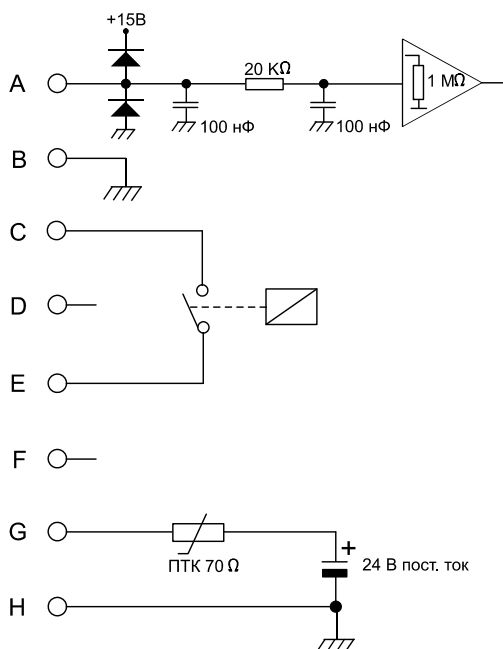 +15В
A
20 KΩ
1 MΩ
100 нФ
100 нФ
B
C
D
E
F
G
ПТК 70 Ω
+
24 В пост. ток
H